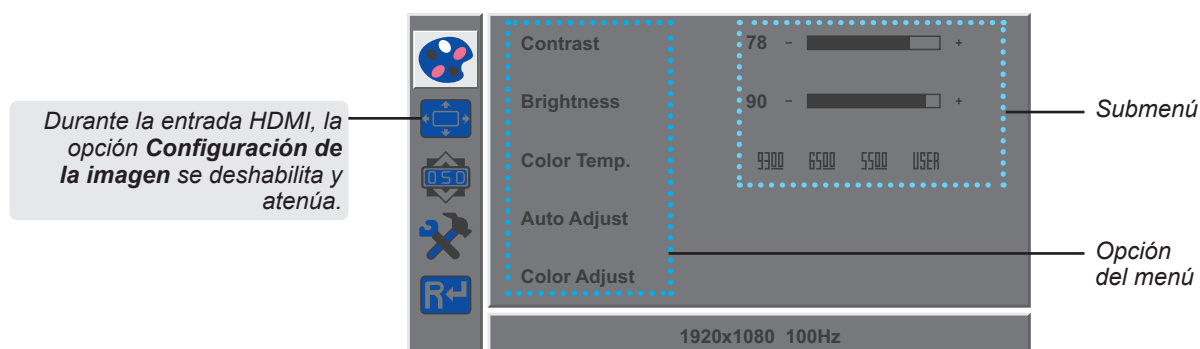 Contrast 78 - +
Brightness 90 - +
Color Temp. 9300 6500 5500 USER
Auto Adjust
Color Adjust
1920x1080 100Hz
OSD
R
Durante la entrada HDMI, la
opción Configuración de
la imagen se deshabilita y
atenúa.
Submenú
Opción
del menú